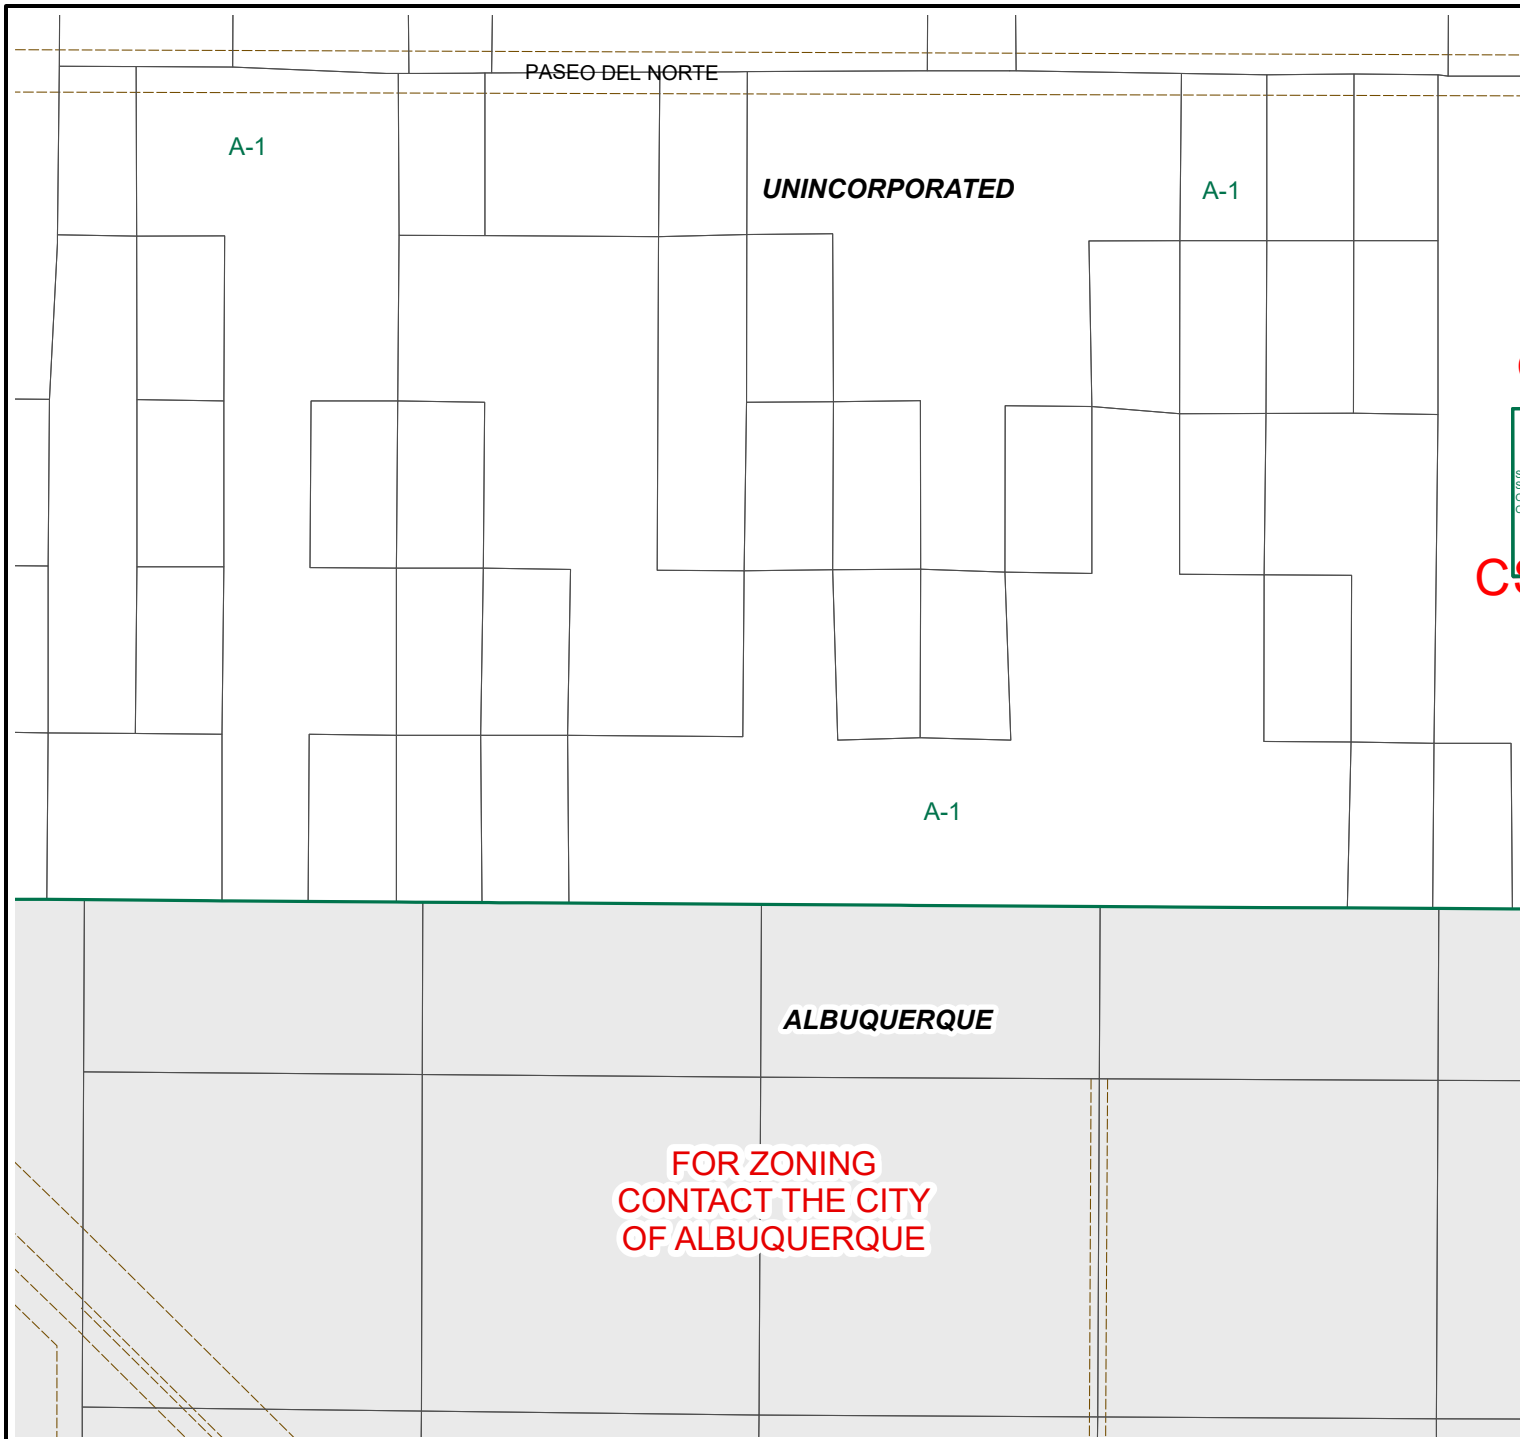 PASEO DEL NORTE
A-1
UNINCORPORATED
A-1
A-1
ALBUQUERQUE
FOR ZONING
CONTACT THE CITY
OF ALBUQUERQUE